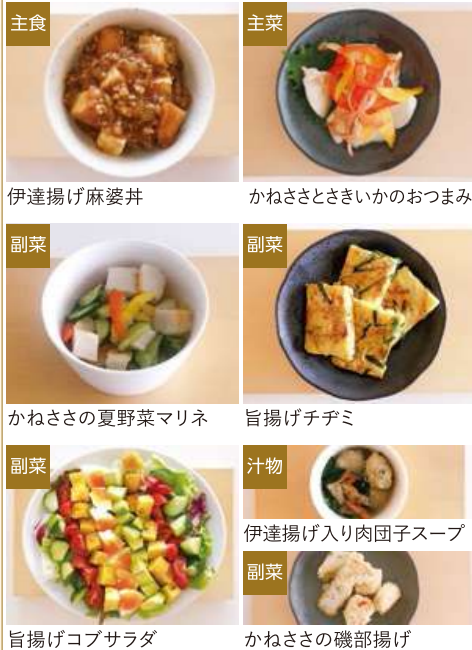 主食
伊達揚げ麻婆丼
主菜
かねささとさきいかのおつまみ
副菜
かねささの夏野菜マリネ
副菜
旨揚げチヂミ
副菜
旨揚げコブサラダ
汁物
伊達揚げ入り肉団子スープ
副菜
かねささの磯部揚げ